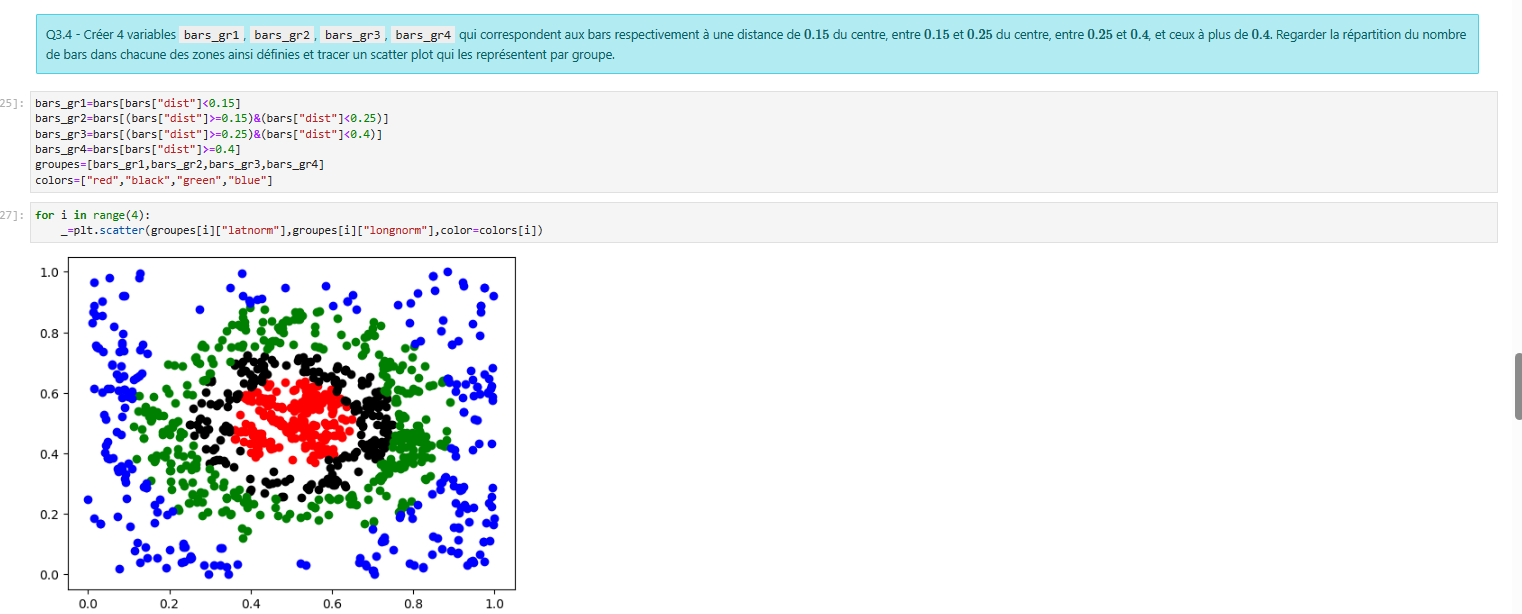 Q3.4 - Créer 4 variables bars_gr1, bars_gr2, bars_gr3, bars_gr4 qui correspondent aux bars respectivement à une distance de 0.15 du centre, entre 0.15 et 0.25 du centre, entre 0.25 et 0.4, et ceux à plus de 0.4. Regarder la répartition du nombre
de bars dans chacune des zones ainsi définies et tracer un scatter plot qui les représentent par groupe.
25]:
bars_gr1=bars[bars["dist"]<0.15]
bars_gr2=bars[(bars["dist"]>=0.15)&(bars["dist"]<0.25)]
bars_gr3=bars[(bars["dist"]>=0.25)&(bars["dist"]<0.4)]
bars_gr4=bars[bars["dist"]>=0.4]
groupes=[bars_gr1,bars_gr2,bars_gr3,bars_gr4]
colors=["red","black","green","blue"]
27]:
for i in range(4):
    _=plt.scatter(groupes[i]["latnorm"],groupes[i]["longnorm"],color=colors[i])
1.0
0.8
0.6
0.4
0.2
0.0
0.0 0.2 0.4 0.6 0.8 1.0